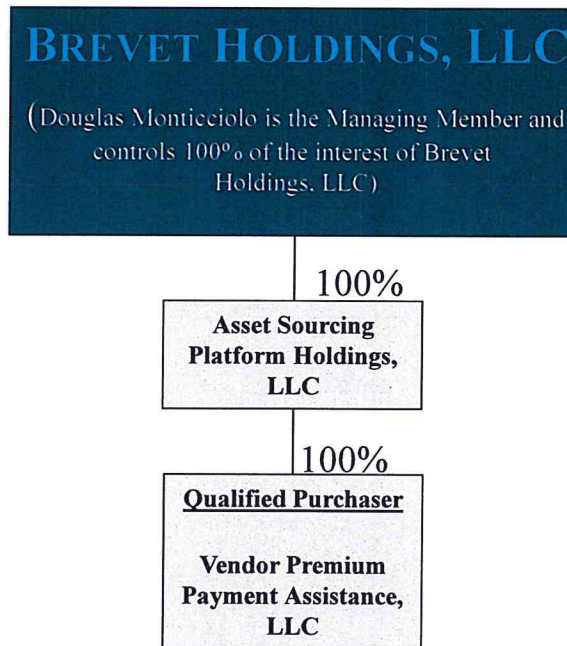 BREVET HOLDINGS, LLC
(Douglas Monticciolo is the Managing Member and
controls 100% of the interest of Brevet
Holdings. LLC)
100%
Asset Sourcing
Platform Holdings,
LLC
100%
Qualified Purchaser
Vendor Premium
Payment Assistance,
LLC